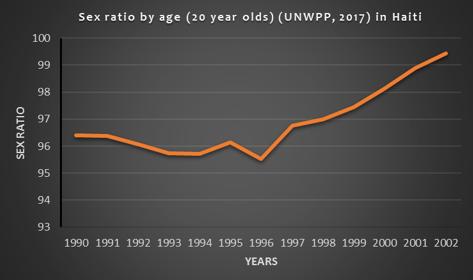 Sex ratio by age (20 year olds) (UNWPP, 2017) in Haiti
100
99
98
97
96
95
94
93
SEX RATIO
1990 1991 1992 1993 1994 1995 1996 1997 1998 1999 2000 2001 2002
YEARS